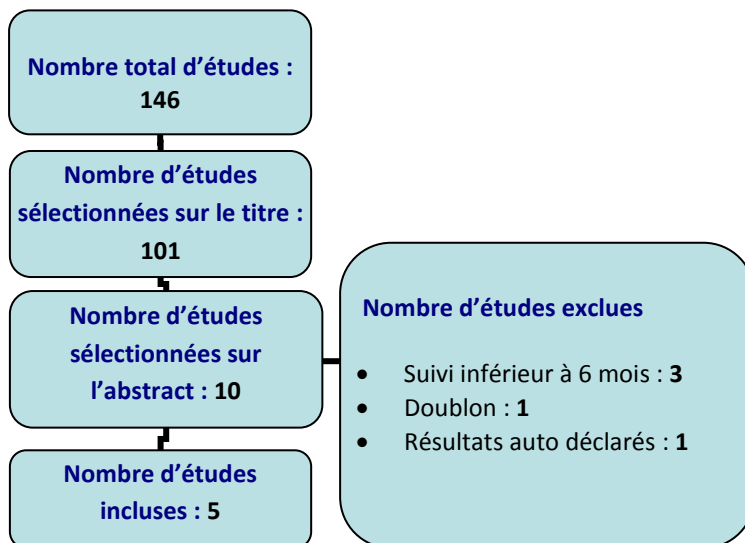 Nombre total d'études :
146
Nombre d'études
sélectionnées sur le titre :
101
Nombre d'études
sélectionnées sur
l'abstract : 10
Nombre d'études exclues
• Suivi inférieur à 6 mois : 3
• Doublon : 1
• Résultats auto déclarés : 1
Nombre d'études
incluses : 5